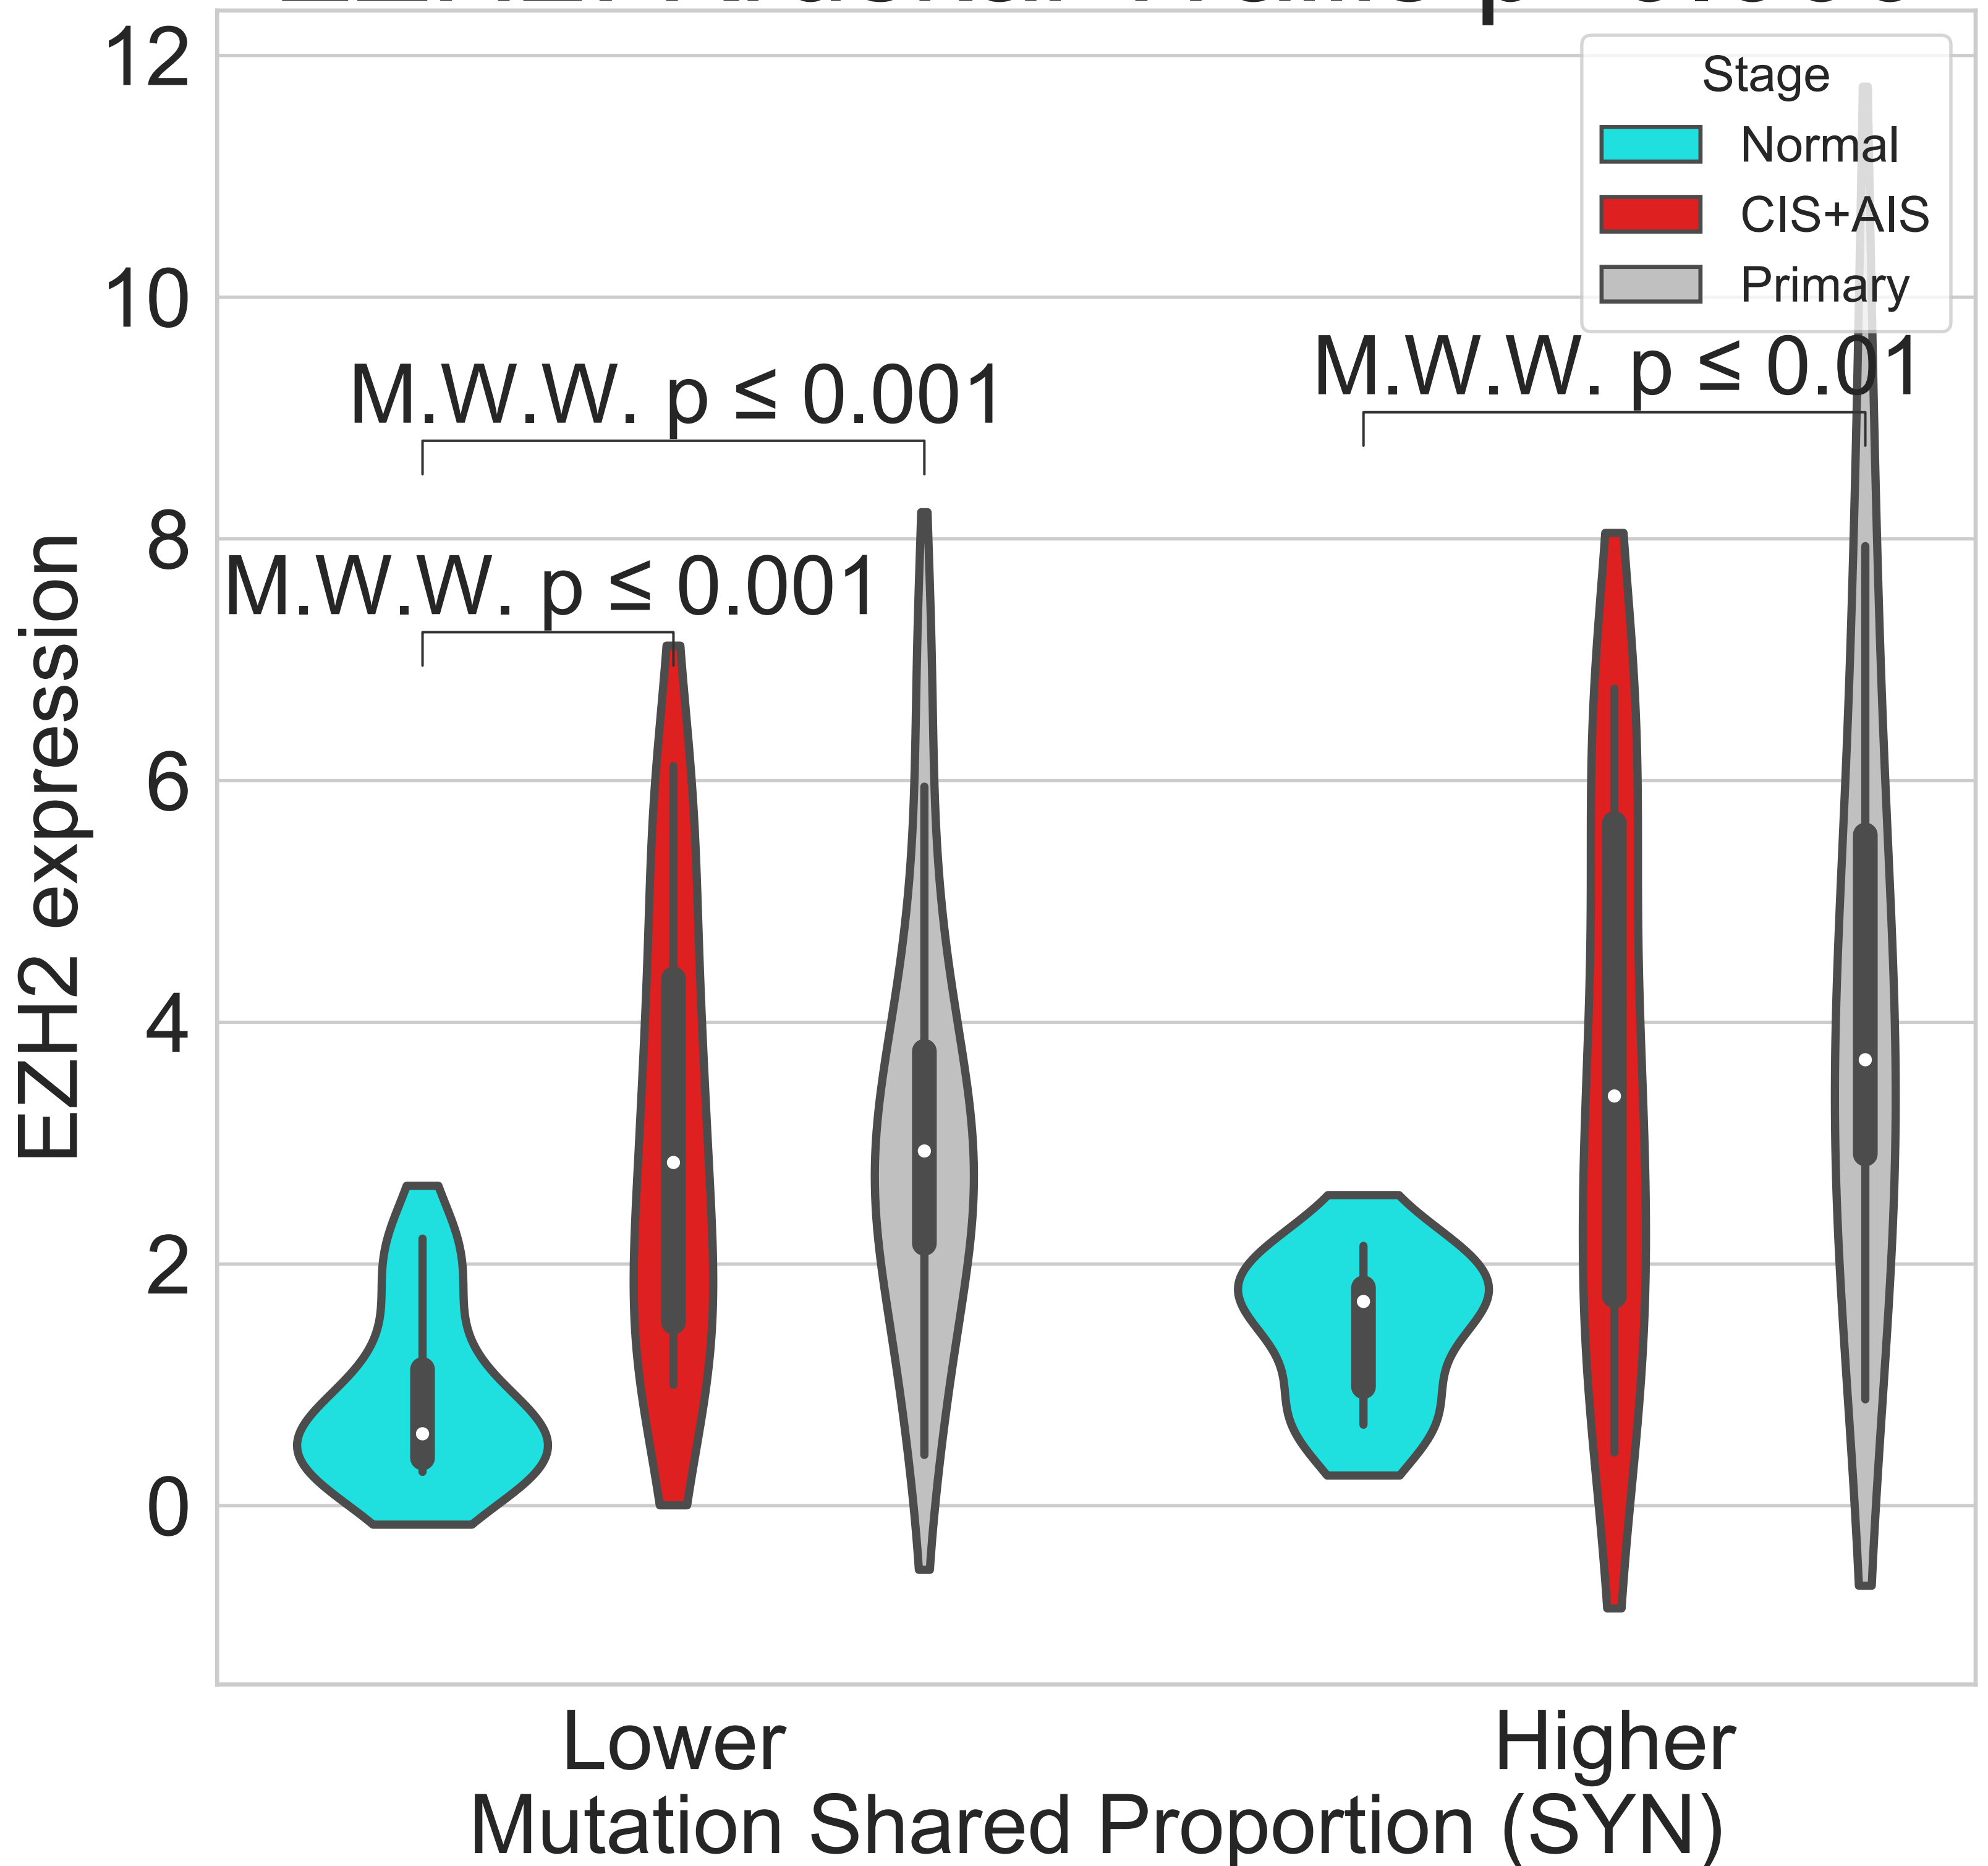 12
10
8
6
4
2
0
EZH2 expression
Stage
Normal
CIS+AIS
Primary
M.W.W. p ≤ 0.001
M.W.W. p ≤ 0.01
M.W.W. p ≤ 0.001
Lower
Higher
Mutation Shared Proportion (SYN)